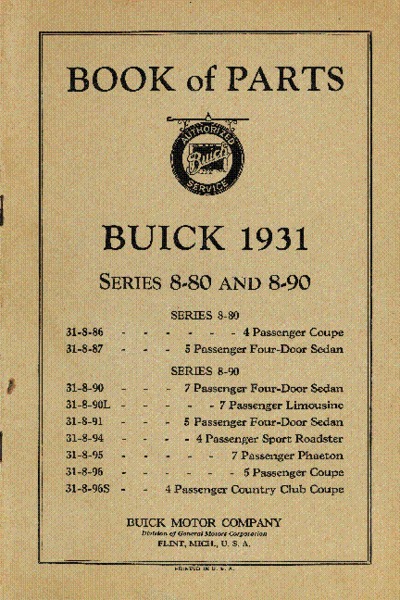 BOOK of PARTS
AUTHORIZED
Buick
SERVICE
BUICK 1931
SERIES 8-80 AND 8-90
SERIES 8-80
31-8-86 - - - - - - 4 Passenger Coupe
31-8-87 - - - 5 Passenger Four-Door Sedan
SERIES 8-90
31-8-90 - - - 7 Passenger Four-Door Sedan
31-8-90L - - - - - 7 Passenger Limousine
31-8-91 - - - 5 Passenger Four-Door Sedan
31-8-94 - - - - 4 Passenger Sport Roadster
31-8-95 - - - - - 7 Passenger Phaeton
31-8-96 - - - - - - 5 Passenger Coupe
31-8-96S - - 4 Passenger Country Club Coupe
BUICK MOTOR COMPANY
Division of General Motors Corporation
FLINT, MICH., U. S. A.
PRINTED IN U. S. A.